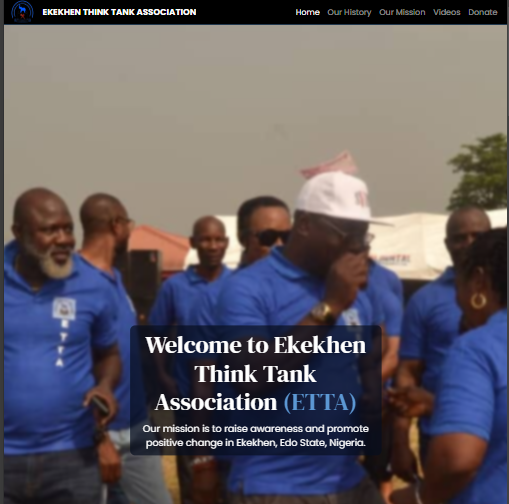 EKEKHEN THINK TANK ASSOCIATION
Home Our History Our Mission Videos Donate
E
T
T
A
Welcome to Ekekhen
Think Tank
Association (ETTA)
Our mission is to raise awareness and promote
positive change in Ekekhen, Edo State, Nigeria.